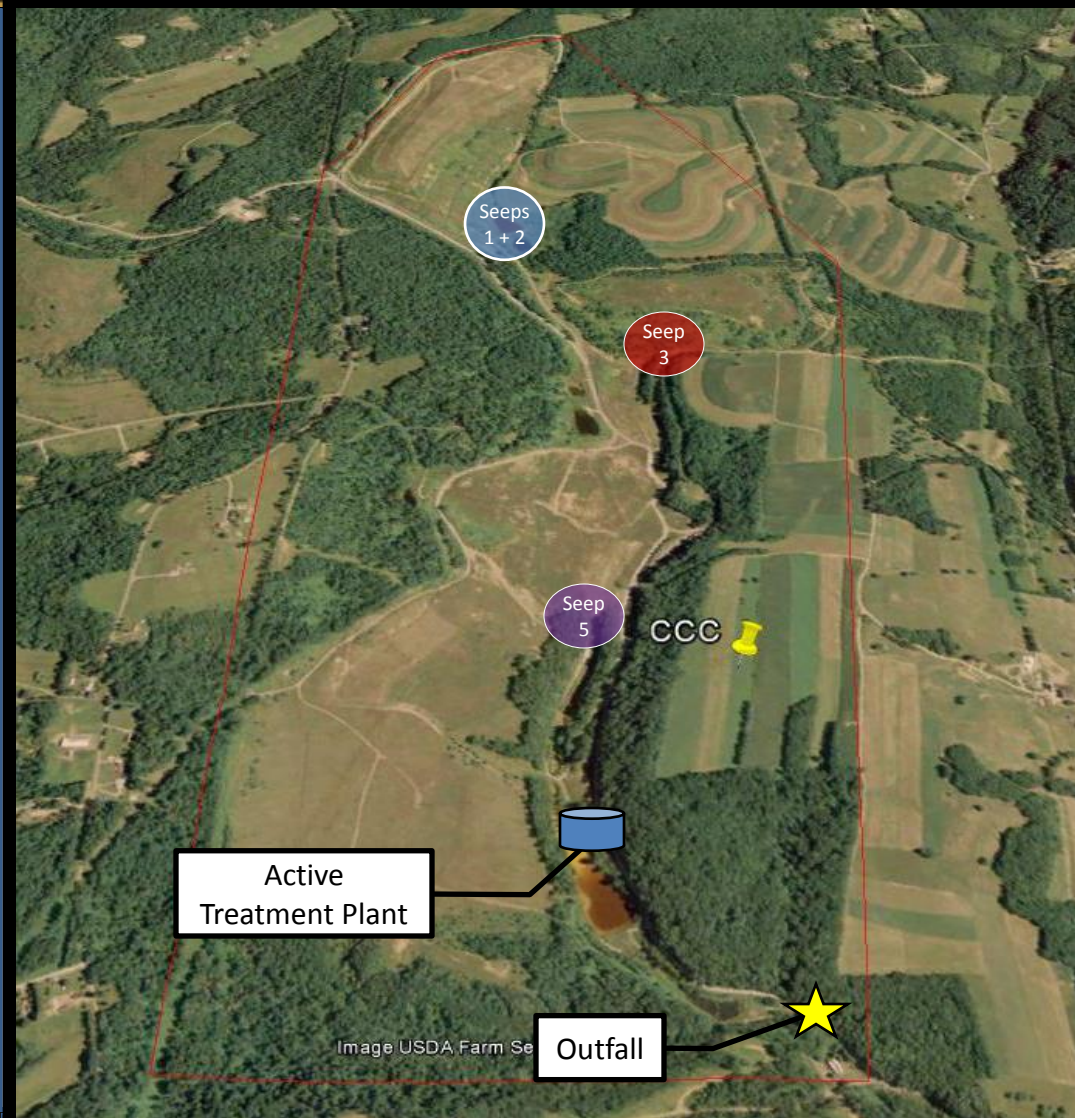 Seeps
1 + 2
Seep
3
Seep
5
CCC
Active
Treatment Plant
Outfall
Image USDA Farm Se